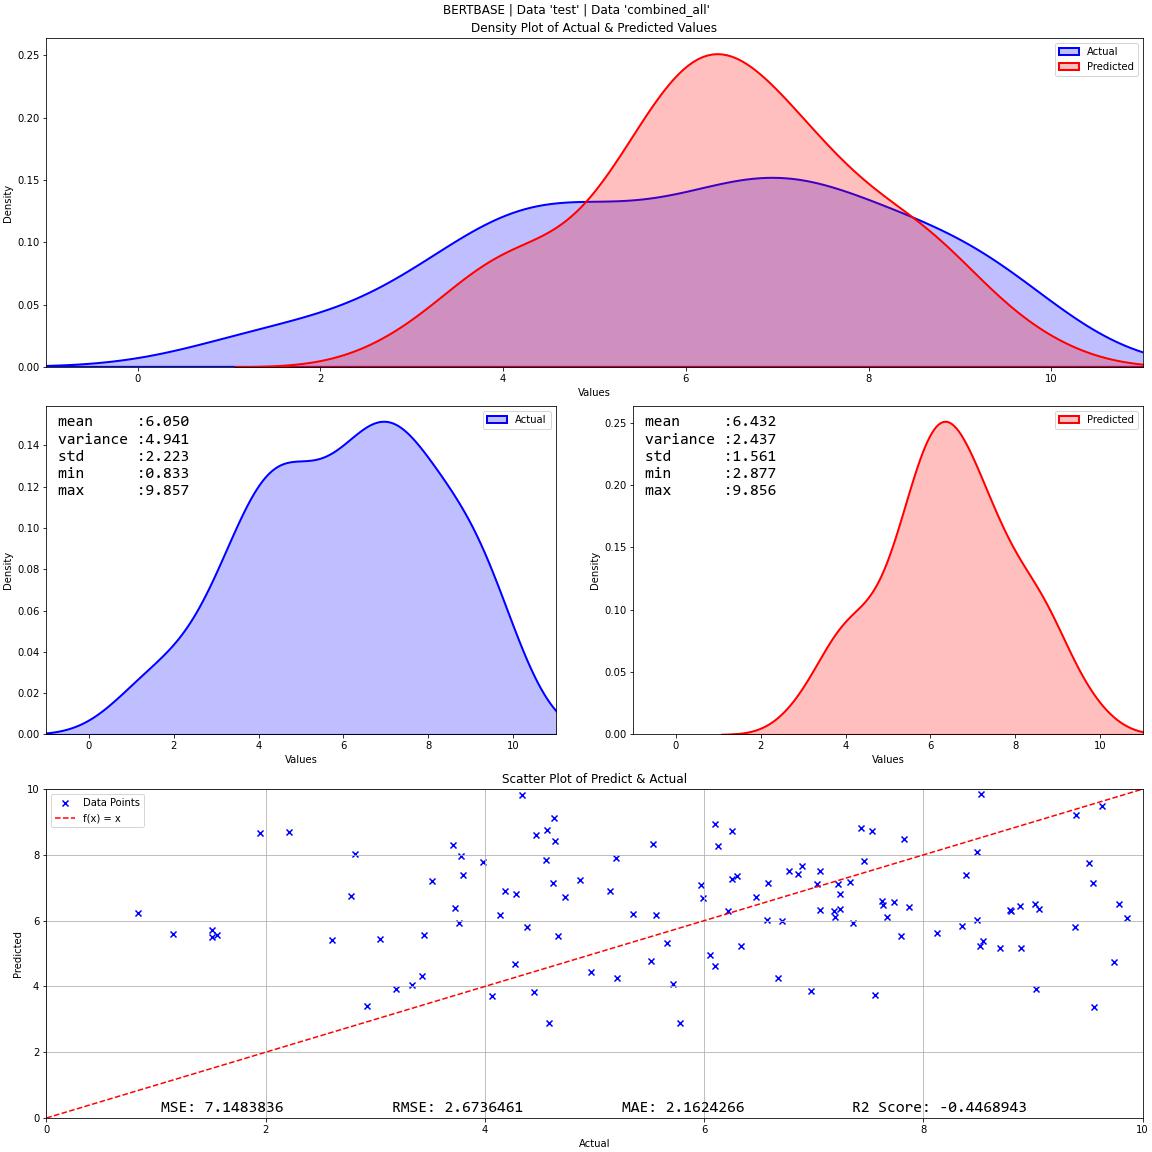 BERTBASE | Data 'test' | Data 'combined_all'
Density Plot of Actual & Predicted Values
Actual
Predicted
0.25
0.20
0.15
0.10
0.05
0.00
Density
0 2 4 6 8 10
Values
mean :6.050
variance :4.941
std :2.223
min :0.833
max :9.857
Actual
0.14
0.12
0.10
0.08
0.06
0.04
0.02
0.00
Density
0 2 4 6 8 10
Values
mean :6.432
variance :2.437
std :1.561
min :2.877
max :9.856
Predicted
0.25
0.20
0.15
0.10
0.05
0.00
Density
0 2 4 6 8 10
Values
Scatter Plot of Predict & Actual
Data Points
f(x) = x
10
8
6
4
2
0
Predicted
MSE: 7.1483836 RMSE: 2.6736461 MAE: 2.1624266 R2 Score: -0.4468943
0 2 4 6 8 10
Actual